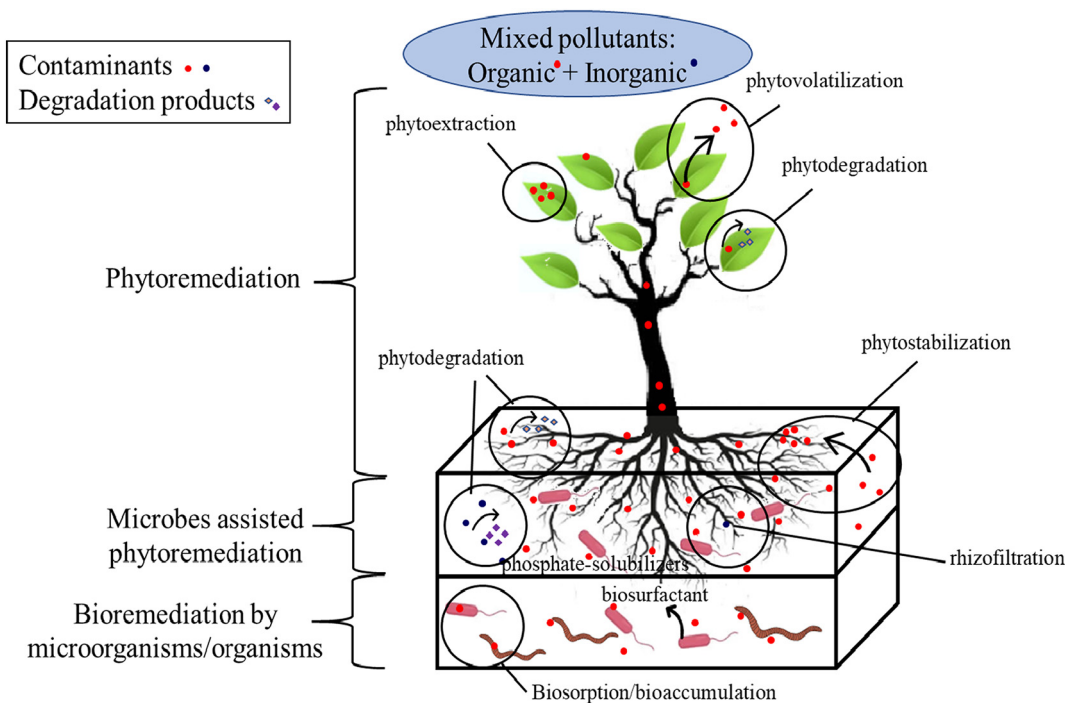 Mixed pollutants:
Organic + Inorganic
Contaminants
Degradation products
phytovolatilization
phytoextraction
phytodegradation
Phytoremediation
phytostabilization
phytodegradation
Microbes assisted
phytoremediation
rhizofiltration
phosphate-solubilizers
biosurfactant
Bioremediation by
microorganisms/organisms
Biosorption/bioaccumulation